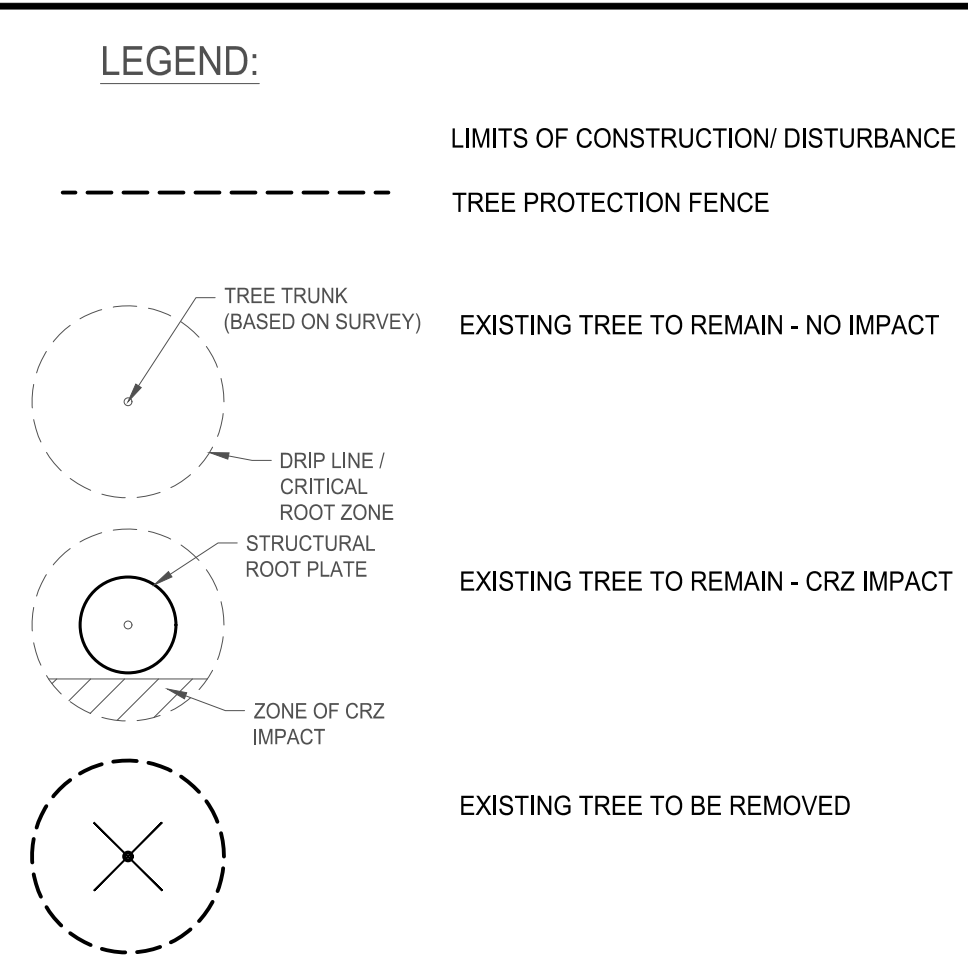 LEGEND:
LIMITS OF CONSTRUCTION/ DISTURBANCE
TREE PROTECTION FENCE
TREE TRUNK
(BASED ON SURVEY)
EXISTING TREE TO REMAIN - NO IMPACT
DRIP LINE /
CRITICAL
ROOT ZONE
STRUCTURAL
ROOT PLATE
EXISTING TREE TO REMAIN - CRZ IMPACT
ZONE OF CRZ
IMPACT
EXISTING TREE TO BE REMOVED